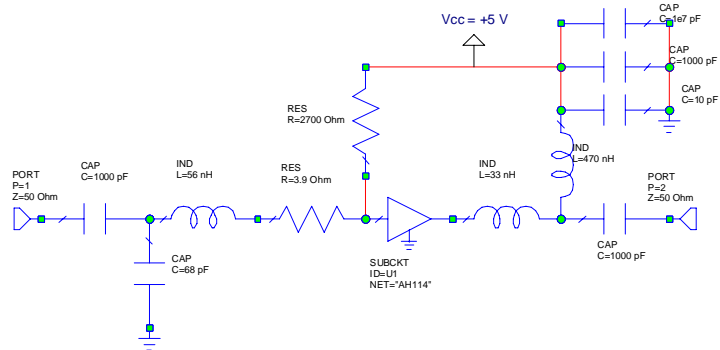 CAP
C=1e7 pF
Vcc = +5 V
CAP
C=1000 pF
CAP
C=10 pF
RES
R=2700 Ohm
IND
L=470 nH
PORT
P=1
Z=50 Ohm
CAP
C=1000 pF
IND
L=56 nH
RES
R=3.9 Ohm
IND
L=33 nH
PORT
P=2
Z=50 Ohm
CAP
C=68 pF
SUBCKT
ID=U1
NET="AH114"
CAP
C=1000 pF